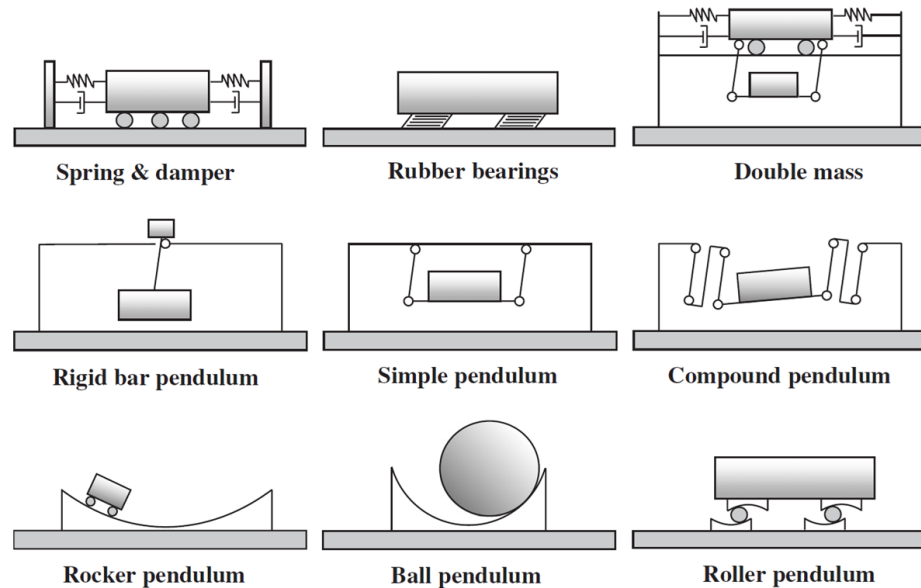 Spring & damper
Rubber bearings
Double mass
Rigid bar pendulum
Simple pendulum
Compound pendulum
Rocker pendulum
Ball pendulum
Roller pendulum